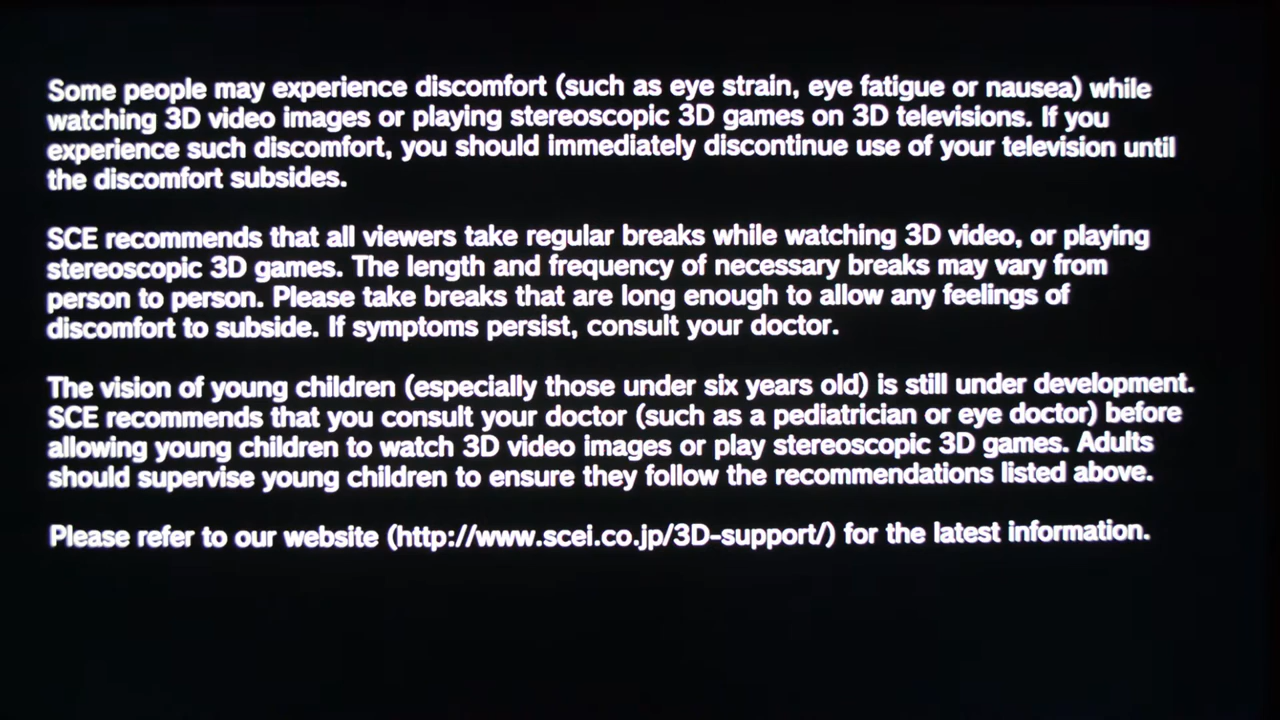 Some people may experience discomfort (such as eye strain, eye fatigue or nausea) while
watching 3D video images or playing stereoscopic 3D games on 3D televisions. If you
experience such discomfort, you should immediately discontinue use of your television until
the discomfort subsides.
SCE recommends that all viewers take regular breaks while watching 3D video, or playing
stereoscopic 3D games. The length and frequency of necessary breaks may vary from
person to person. Please take breaks that are long enough to allow any feelings of
discomfort to subside. If symptoms persist, consult your doctor.
The vision of young children (especially those under six years old) is still under development.
SCE recommends that you consult your doctor (such as a pediatrician or eye doctor) before
allowing young children to watch 3D video images or play stereoscopic 3D games. Adults
should supervise young children to ensure they follow the recommendations listed above.
Please refer to our website (http://www.scei.co.jp/3D-support/) for the latest information.